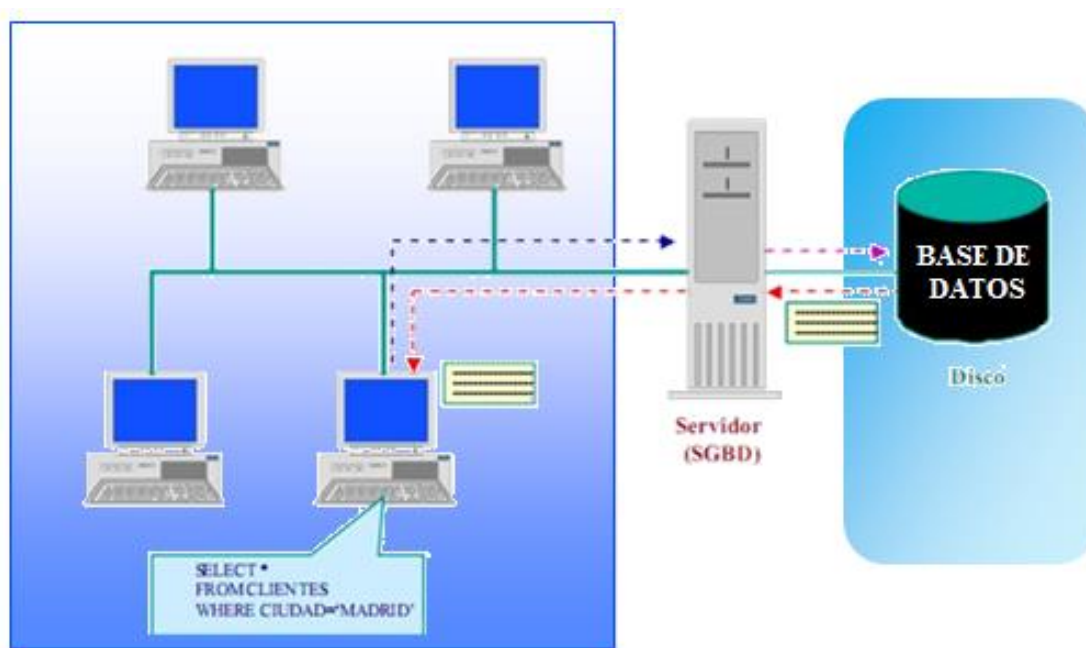 BASE DE
DATOS
Disco
Servidor
(SGBD)
SELECT *
FROM CLIENTES
WHERE CIUDAD='MADRID'